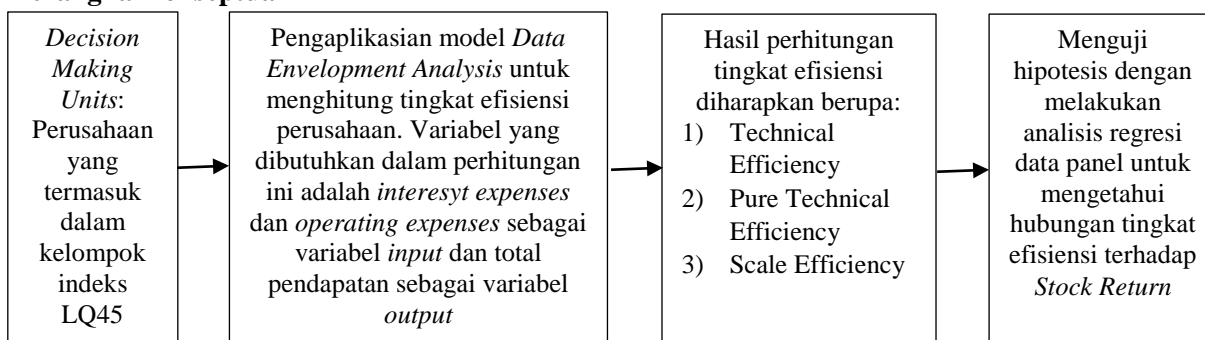 Decision
Making
Units:
Perusahaan
yang
termasuk
dalam
kelompok
indeks
LQ45
Pengaplikasian model Data
Envelopment Analysis untuk
menghitung tingkat efisiensi
perusahaan. Variabel yang
dibutuhkan dalam perhitungan
ini adalah interesyt expenses
dan operating expenses sebagai
variabel input dan total
pendapatan sebagai variabel
output
Hasil perhitungan
tingkat efisiensi
diharapkan berupa:
1) Technical
Efficiency
2) Pure Technical
Efficiency
3) Scale Efficiency
Menguji
hipotesis dengan
melakukan
analisis regresi
data panel untuk
mengetahui
hubungan tingkat
efisiensi terhadap
Stock Return